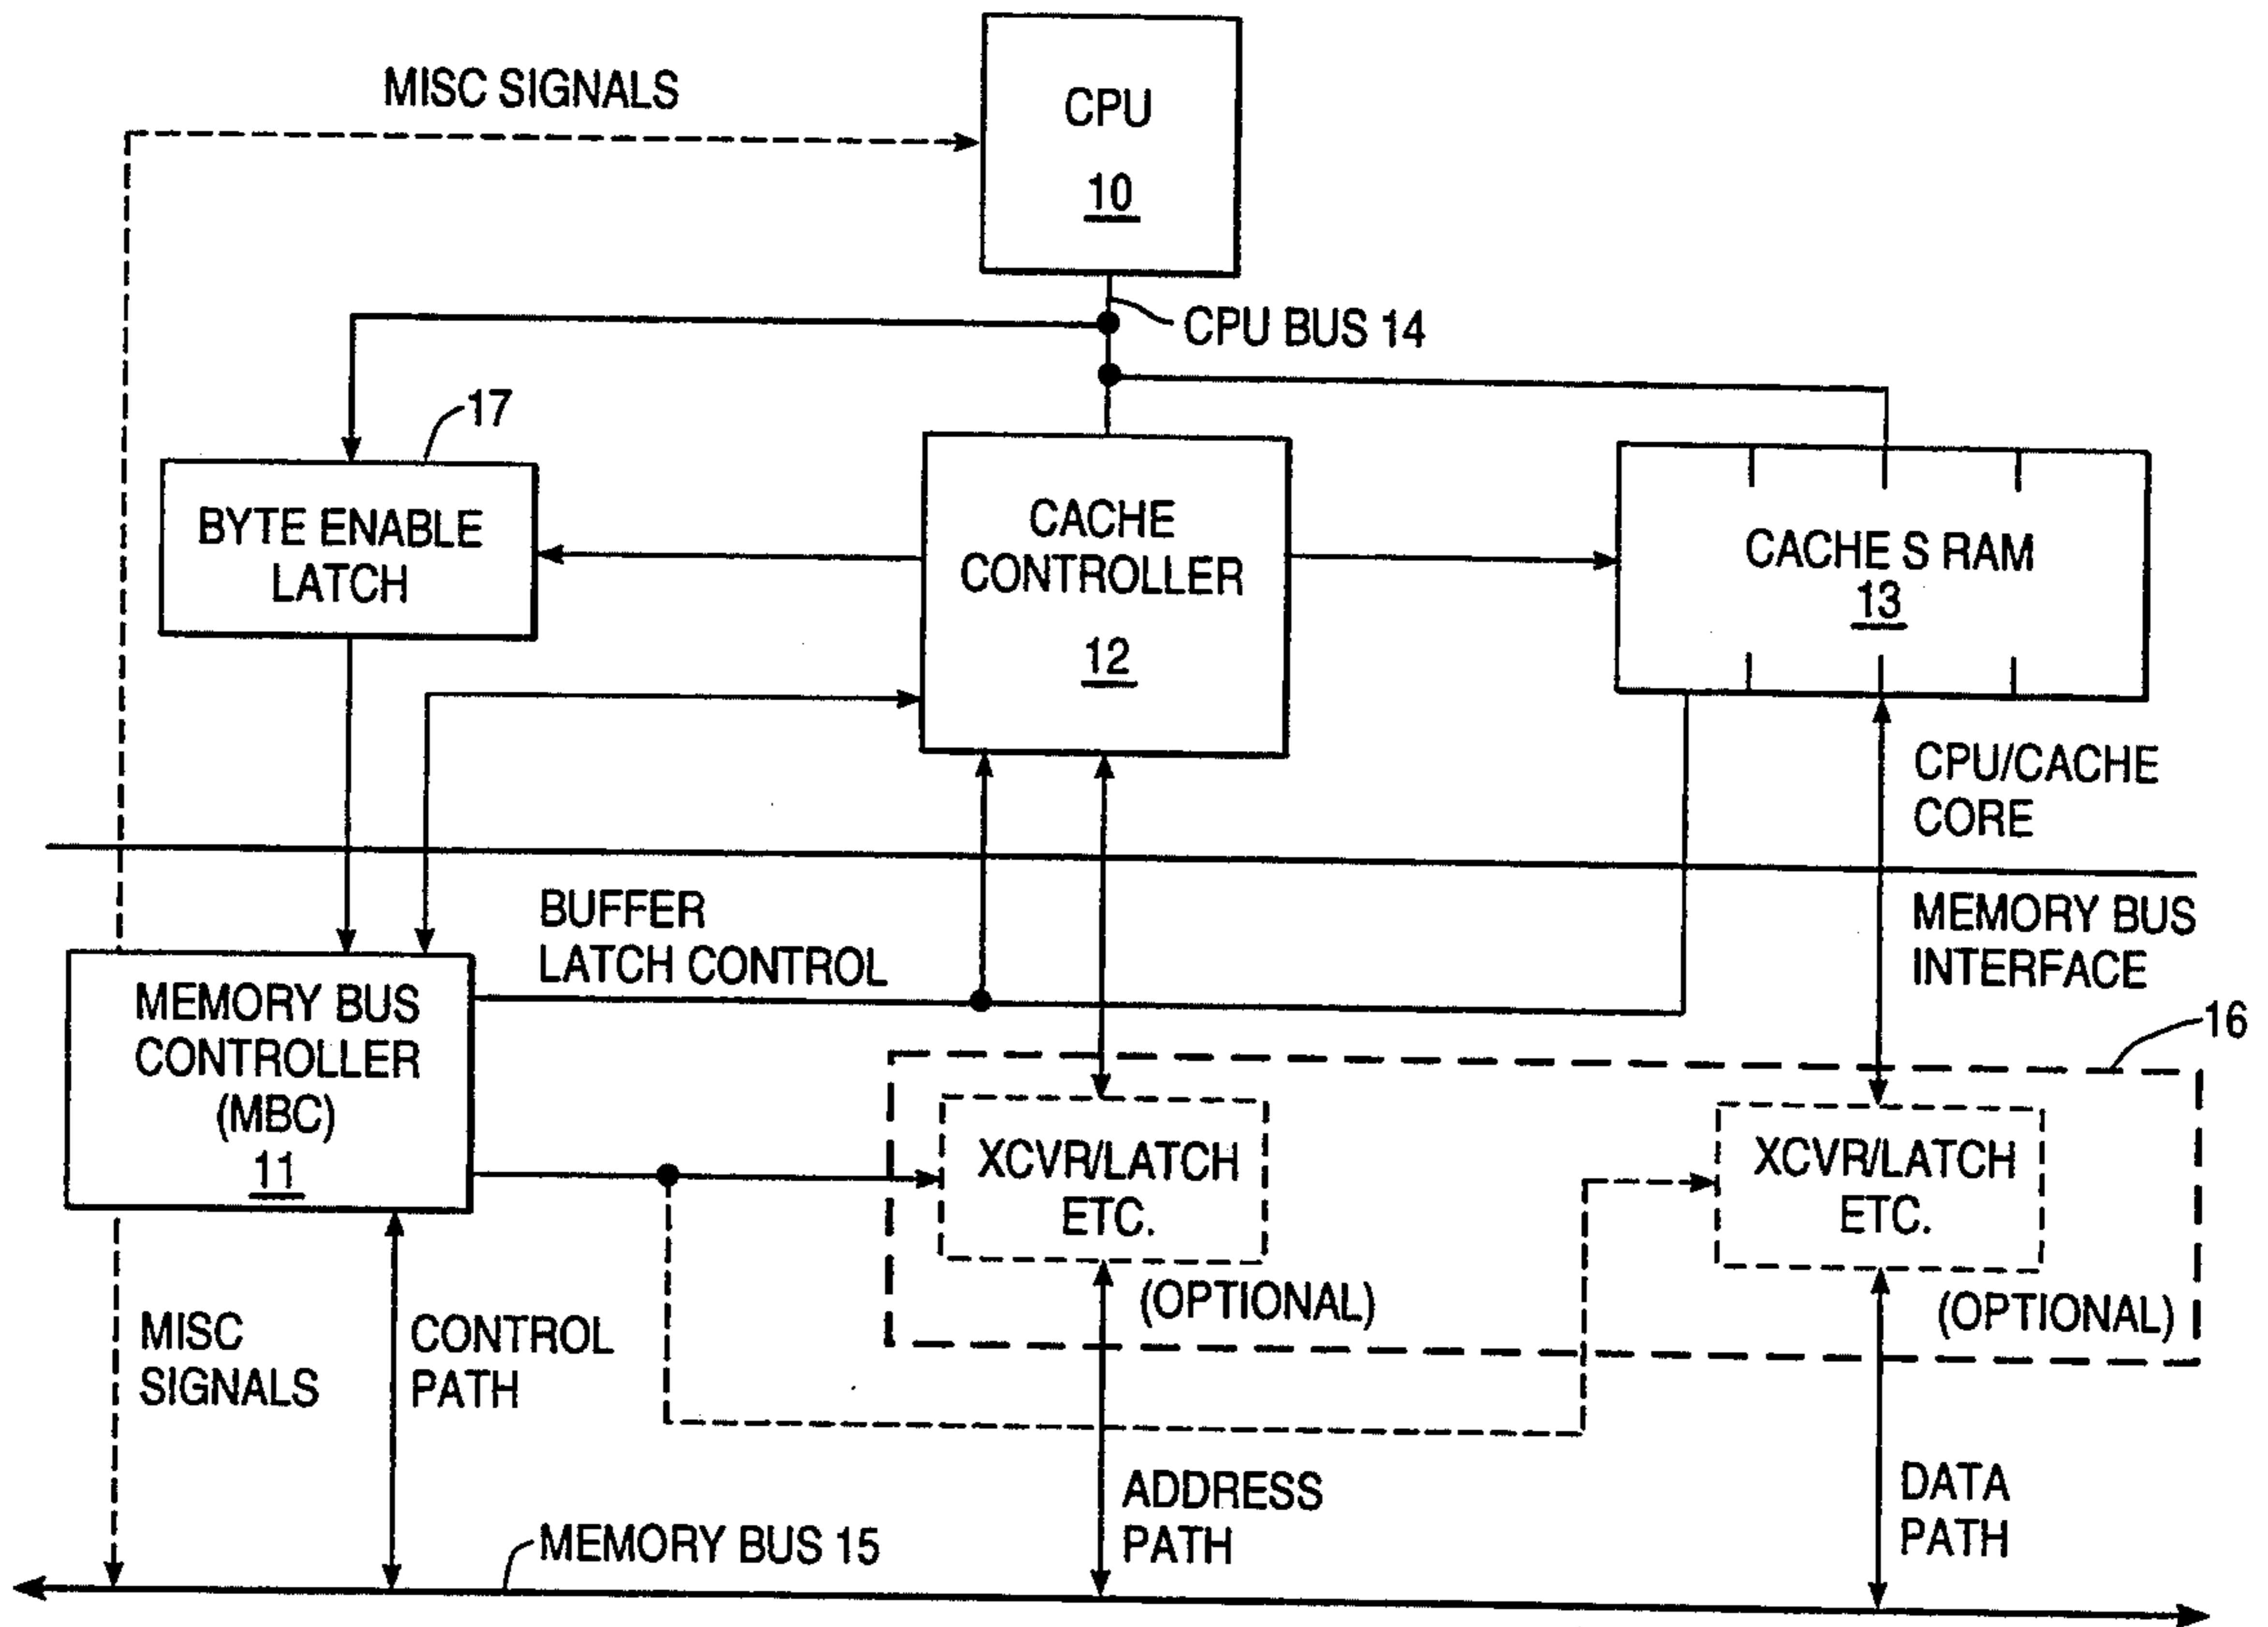 MISC SIGNALS
CPU
10
CPU BUS 14
17
BYTE ENABLE
LATCH
CACHE
CONTROLLER
12
CACHE S RAM
13
CPU/CACHE
CORE
BUFFER
LATCH CONTROL
MEMORY BUS
INTERFACE
16
MEMORY BUS
CONTROLLER
(MBC)
11
XCVR/LATCH
ETC.
(OPTIONAL)
XCVR/LATCH
ETC.
(OPTIONAL)
MISC
SIGNALS
CONTROL
PATH
ADDRESS
PATH
DATA
PATH
MEMORY BUS 15